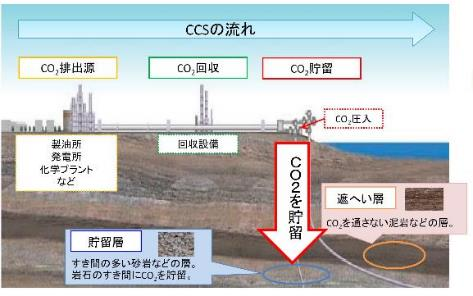 CCSの流れ
CO₂排出源
CO₂回収
CO₂貯留
CO₂圧入
製油所
発電所
化学プラント
など
回収設備
CO2を貯留
遮へい層
CO₂を通さない泥岩などの層。
貯留層
すき間の多い砂岩などの層。
岩石のすき間にCO₂を貯留。